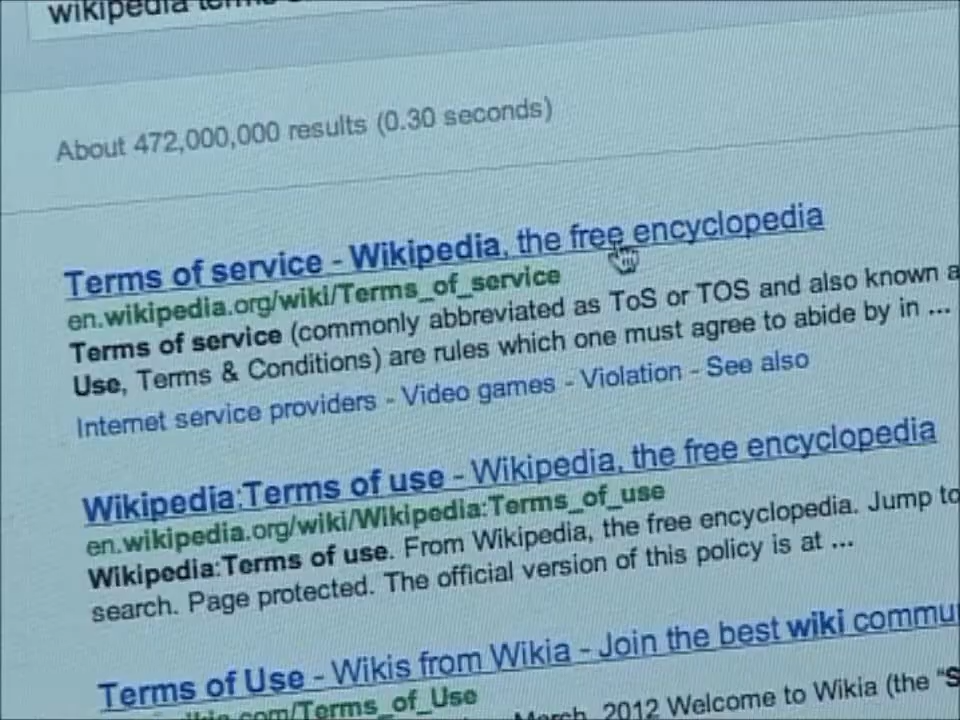 wikipedia terms
About 472,000,000 results (0.30 seconds)
Terms of service - Wikipedia, the free encyclopedia
en.wikipedia.org/wiki/Terms_of_service
Terms of service (commonly abbreviated as ToS or TOS and also known a
Use, Terms & Conditions) are rules which one must agree to abide by in ...
Internet service providers - Video games - Violation - See also
Wikipedia:Terms of use - Wikipedia, the free encyclopedia
en.wikipedia.org/wiki/Wikipedia:Terms_of_use
Wikipedia:Terms of use. From Wikipedia, the free encyclopedia. Jump to
search. Page protected. The official version of this policy is at ...
Terms of Use - Wikis from Wikia - Join the best wiki commu
.com/Terms_of_Use
March, 2012 Welcome to Wikia (the “S